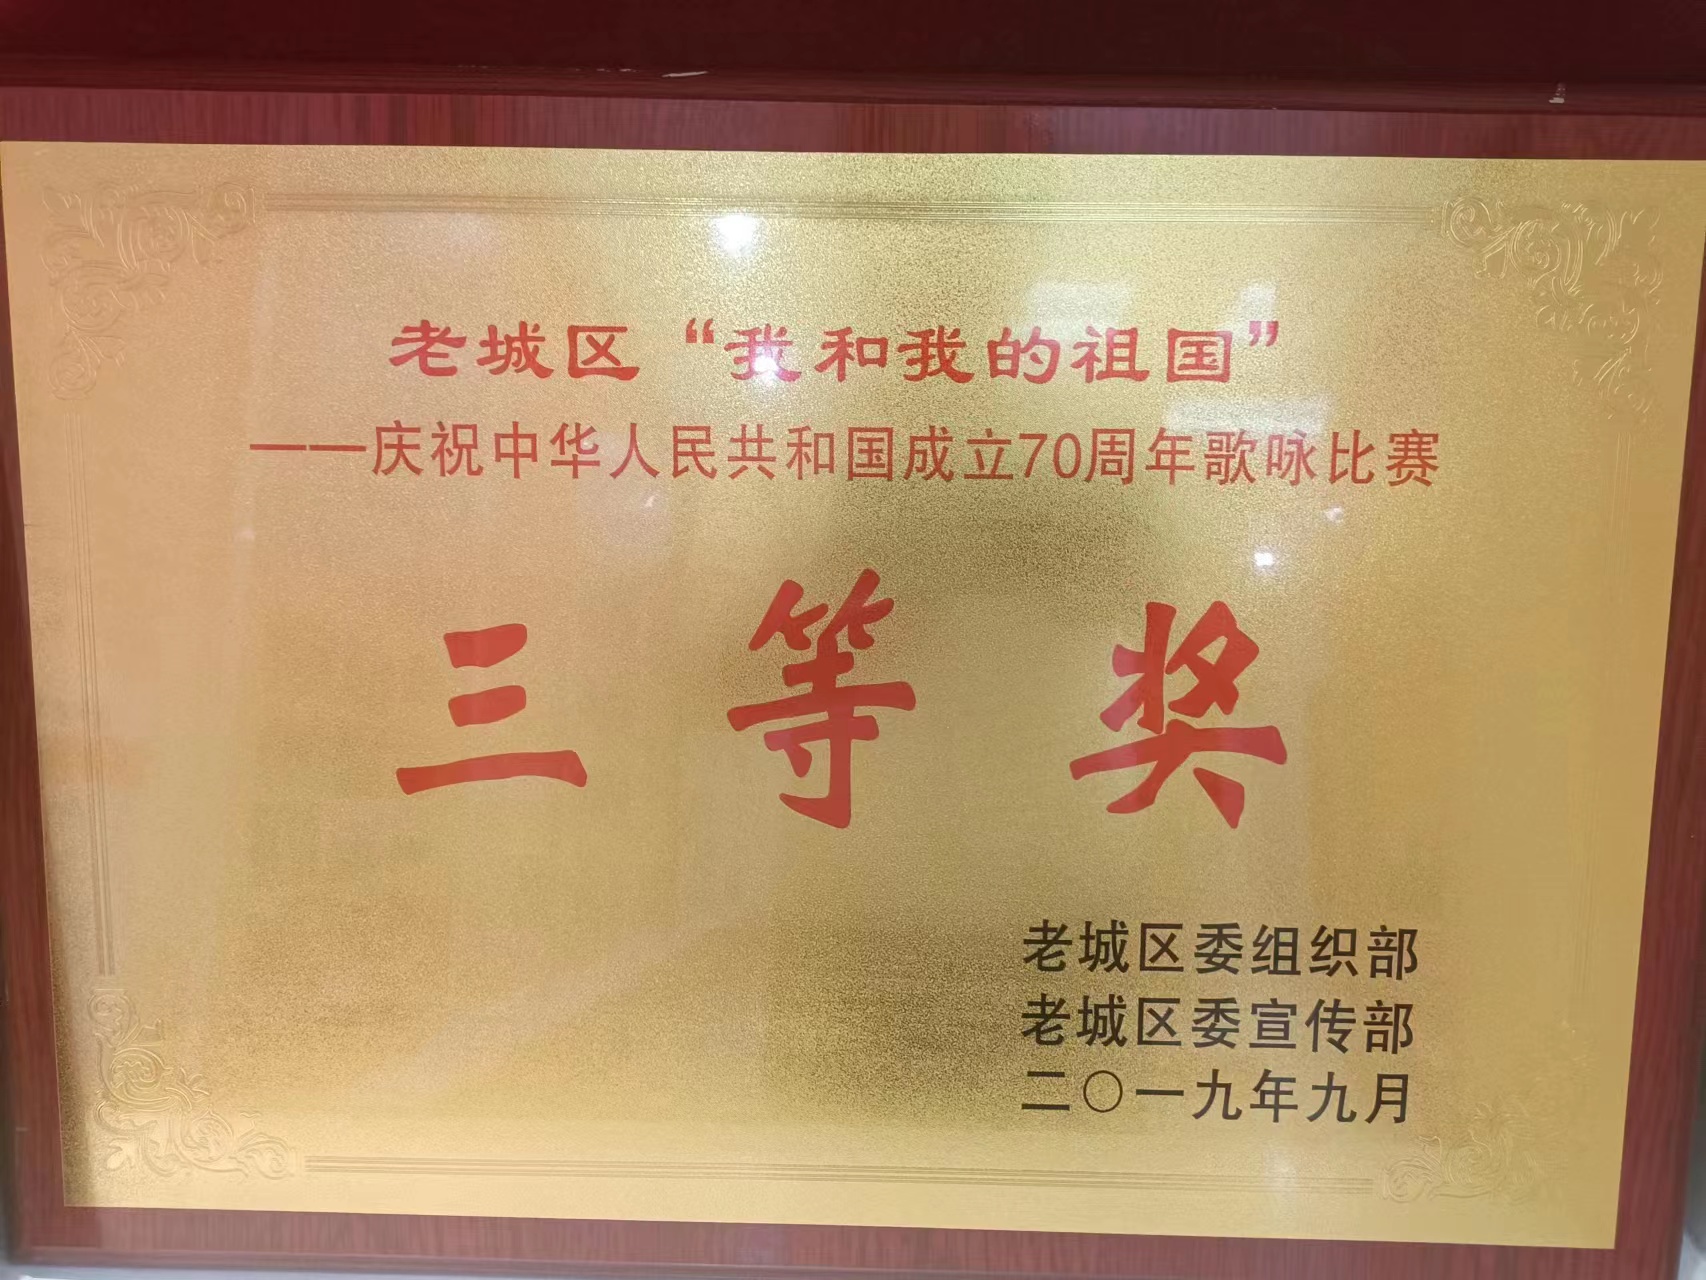 老城区“我和我的祖国”
——庆祝中华人民共和国成立70周年歌咏比赛
三等奖
老城区委组织部
老城区委宣传部
二〇一九年九月